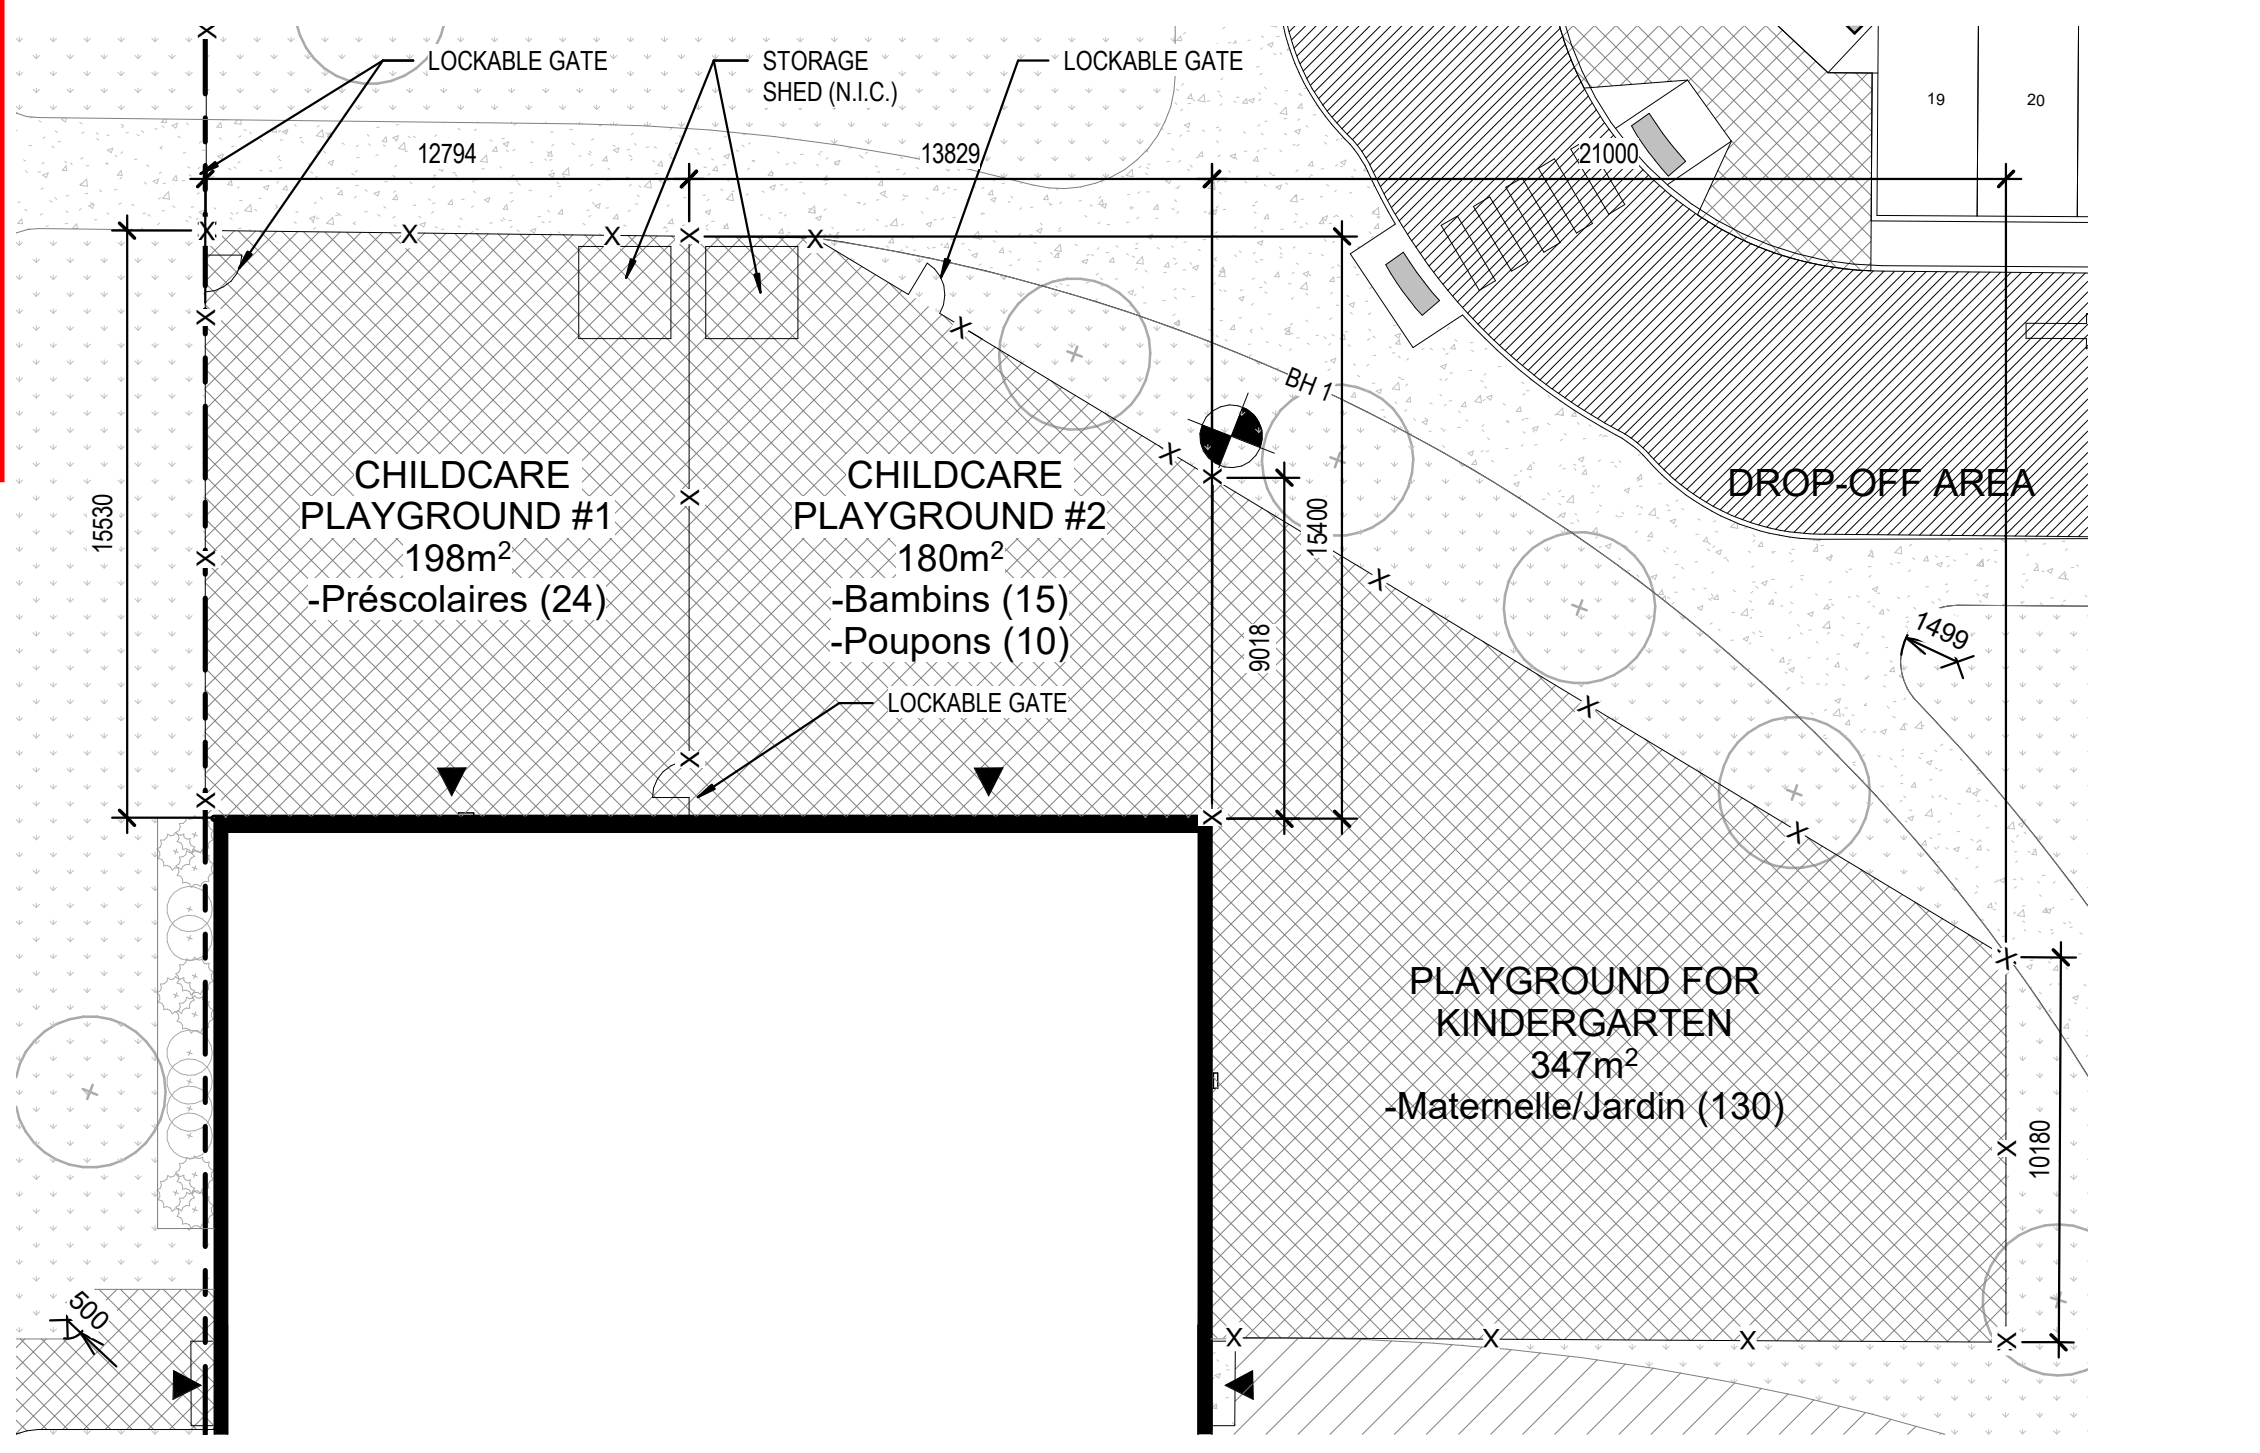 LOCKABLE GATE
STORAGE
SHED (N.I.C.)
LOCKABLE GATE
19
20
12794
13829
21000
BH 1
CHILDCARE
PLAYGROUND #1
198m²
-Préscolaires (24)
CHILDCARE
PLAYGROUND #2
180m²
-Bambins (15)
-Poupons (10)
DROP-OFF AREA
15530
15400
9018
1499
LOCKABLE GATE
PLAYGROUND FOR
KINDERGARTEN
347m²
-Maternelle/Jardin (130)
10180
500